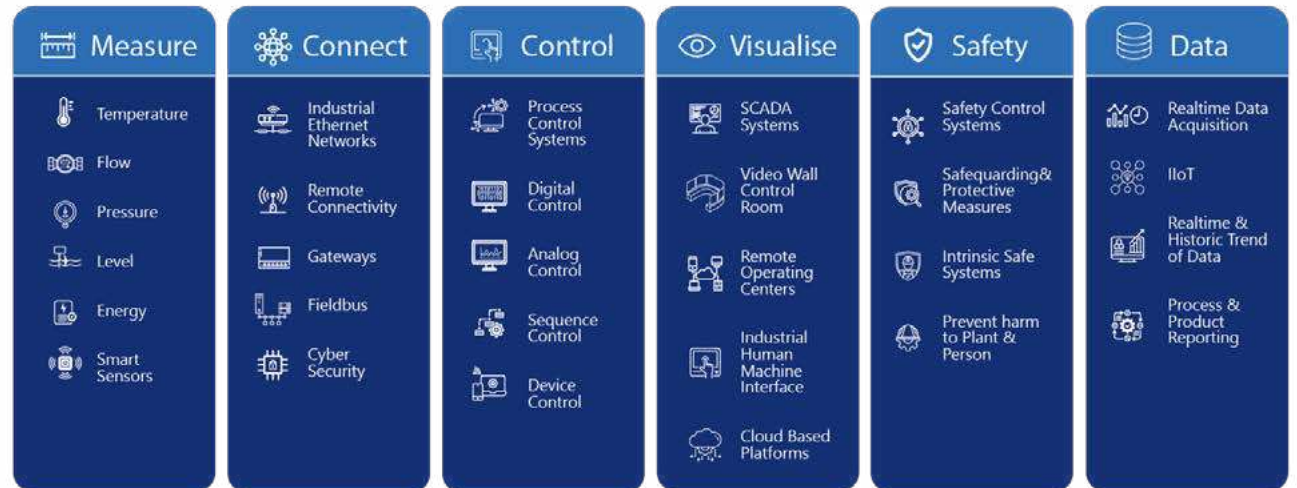 Measure
Temperature
Flow
Pressure
Level
Energy
Smart
Sensors
Connect
Industrial
Ethernet
Networks
Remote
Connectivity
Gateways
Fieldbus
Cyber
Security
Control
Process
Control
Systems
Digital
Control
Analog
Control
Sequence
Control
Device
Control
Visualise
SCADA
Systems
Video Wall
Control
Room
Remote
Operating
Centers
Industrial
Human
Machine
Interface
Cloud Based
Platforms
Safety
Safety Control
Systems
Safequarding&
Protective
Measures
Intrinsic Safe
Systems
Prevent harm
to Plant &
Person
Data
Realtime Data
Acquisition
IIoT
Realtime &
Historic Trend
of Data
Process &
Product
Reporting